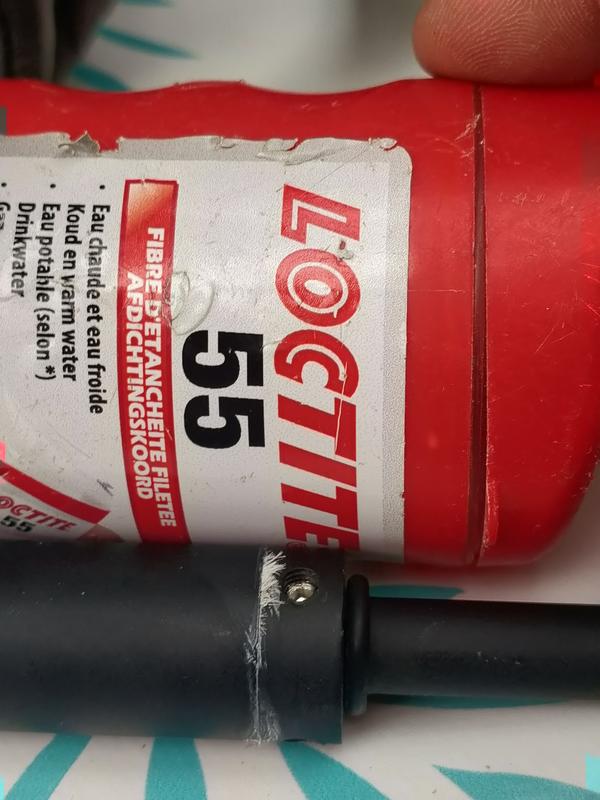 LOCTITE
55
FIBRE D'ETANCHEITE FILETEE
AFDICHTINGSKOORD
• Eau chaude et eau froide
Koud en warm water
• Eau potable (selon *)
Drinkwater
• Gaz
LOCTITE
55